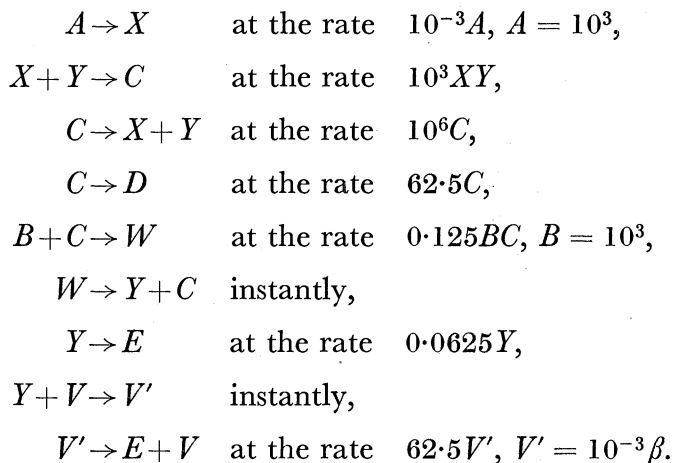 A → X at the rate 10⁻³A, A = 10³,
X+Y → C at the rate 10³XY,
C → X+Y at the rate 10⁶C,
C → D at the rate 62·5C,
B+C → W at the rate 0·125BC, B = 10³,
W → Y+C instantly,
Y → E at the rate 0·0625Y,
Y+V → V′ instantly,
V′ → E+V at the rate 62·5V′, V′ = 10⁻³β.